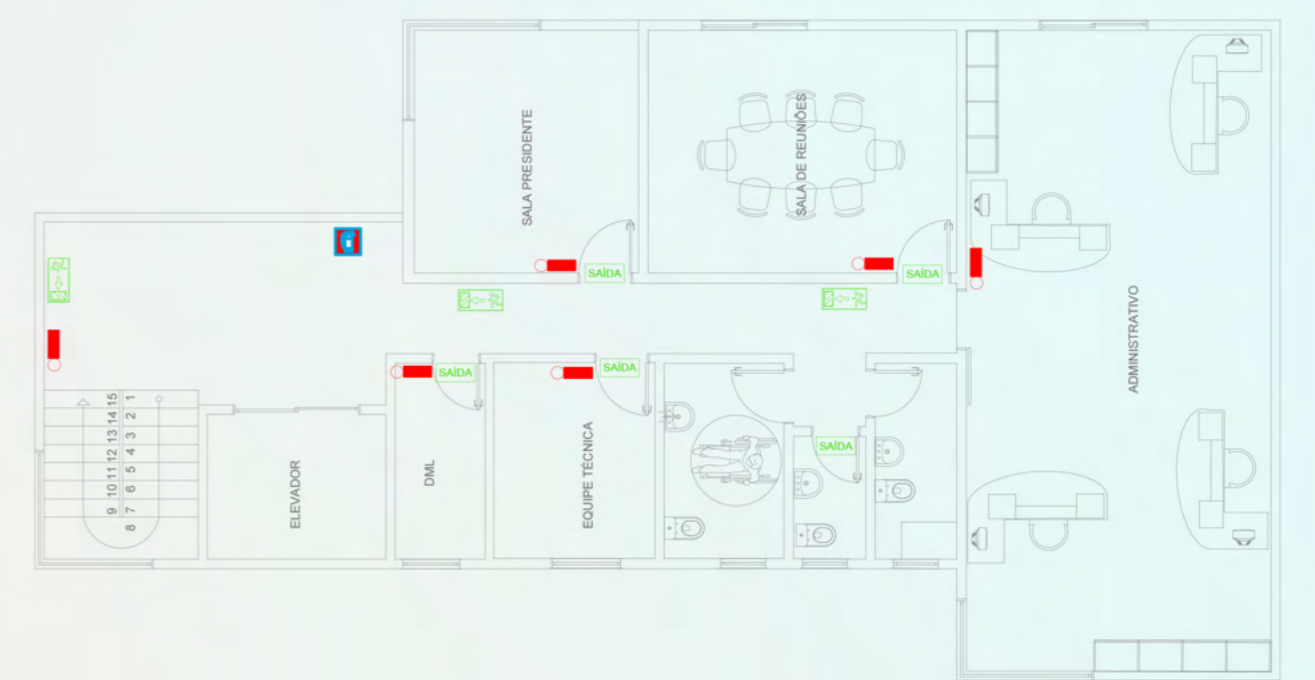 SALA PRESIDENTE
SALA DE REUNIÕES
ADMINISTRATIVO
SAÍDA
SAÍDA
SAÍDA
SAÍDA
SAÍDA
ELEVADOR
DML
EQUIPE TÉCNICA
15 1
14 2
13 3
12 4
11 5
10 6
9 7
8